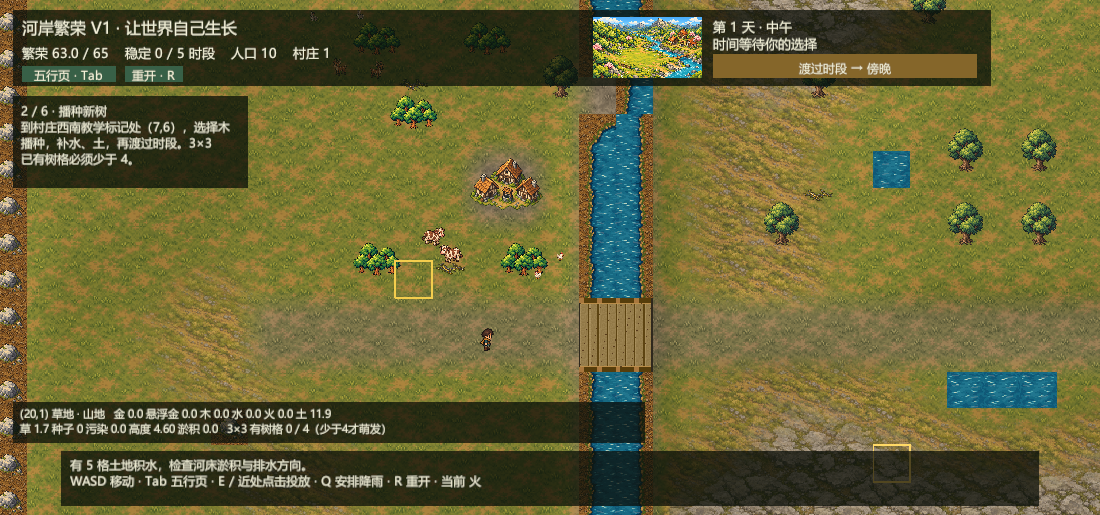 河岸繁荣 V1 · 让世界自己生长
繁荣 63.0 / 65 稳定 0 / 5 时段 人口 10 村庄 1
五行页 · Tab 重开 · R
第 1 天 · 中午
时间等待你的选择
渡过时段 → 傍晚
2 / 6 · 播种新树
到村庄西南教学标记处（7,6），选择木
播种，补水、土，再渡过时段。3×3
已有树格必须少于 4。
(20,1) 草地 · 山地 金 0.0 悬浮金 0.0 木 0.0 水 0.0 火 0.0 土 11.9
草 1.7 种子 0 污染 0.0 高度 4.60 淤积 0.0 3×3 有树格 0 / 4（少于4才萌发）
有 5 格土地积水，检查河床淤积与排水方向。
WASD 移动 · Tab 五行页 · E / 近处点击投放 · Q 安排降雨 · R 重开 · 当前 火